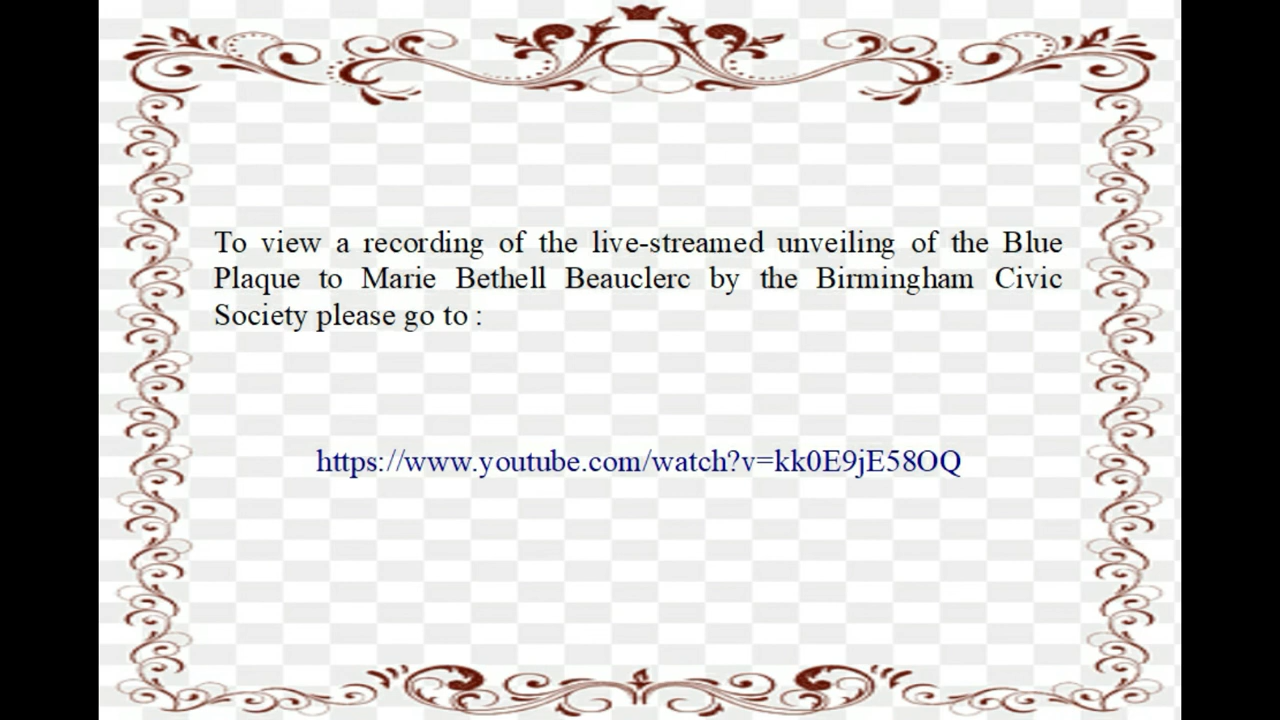 To view a recording of the live-streamed unveiling of the Blue
Plaque to Marie Bethell Beauclerc by the Birmingham Civic
Society please go to :
https://www.youtube.com/watch?v=kk0E9jE58OQ